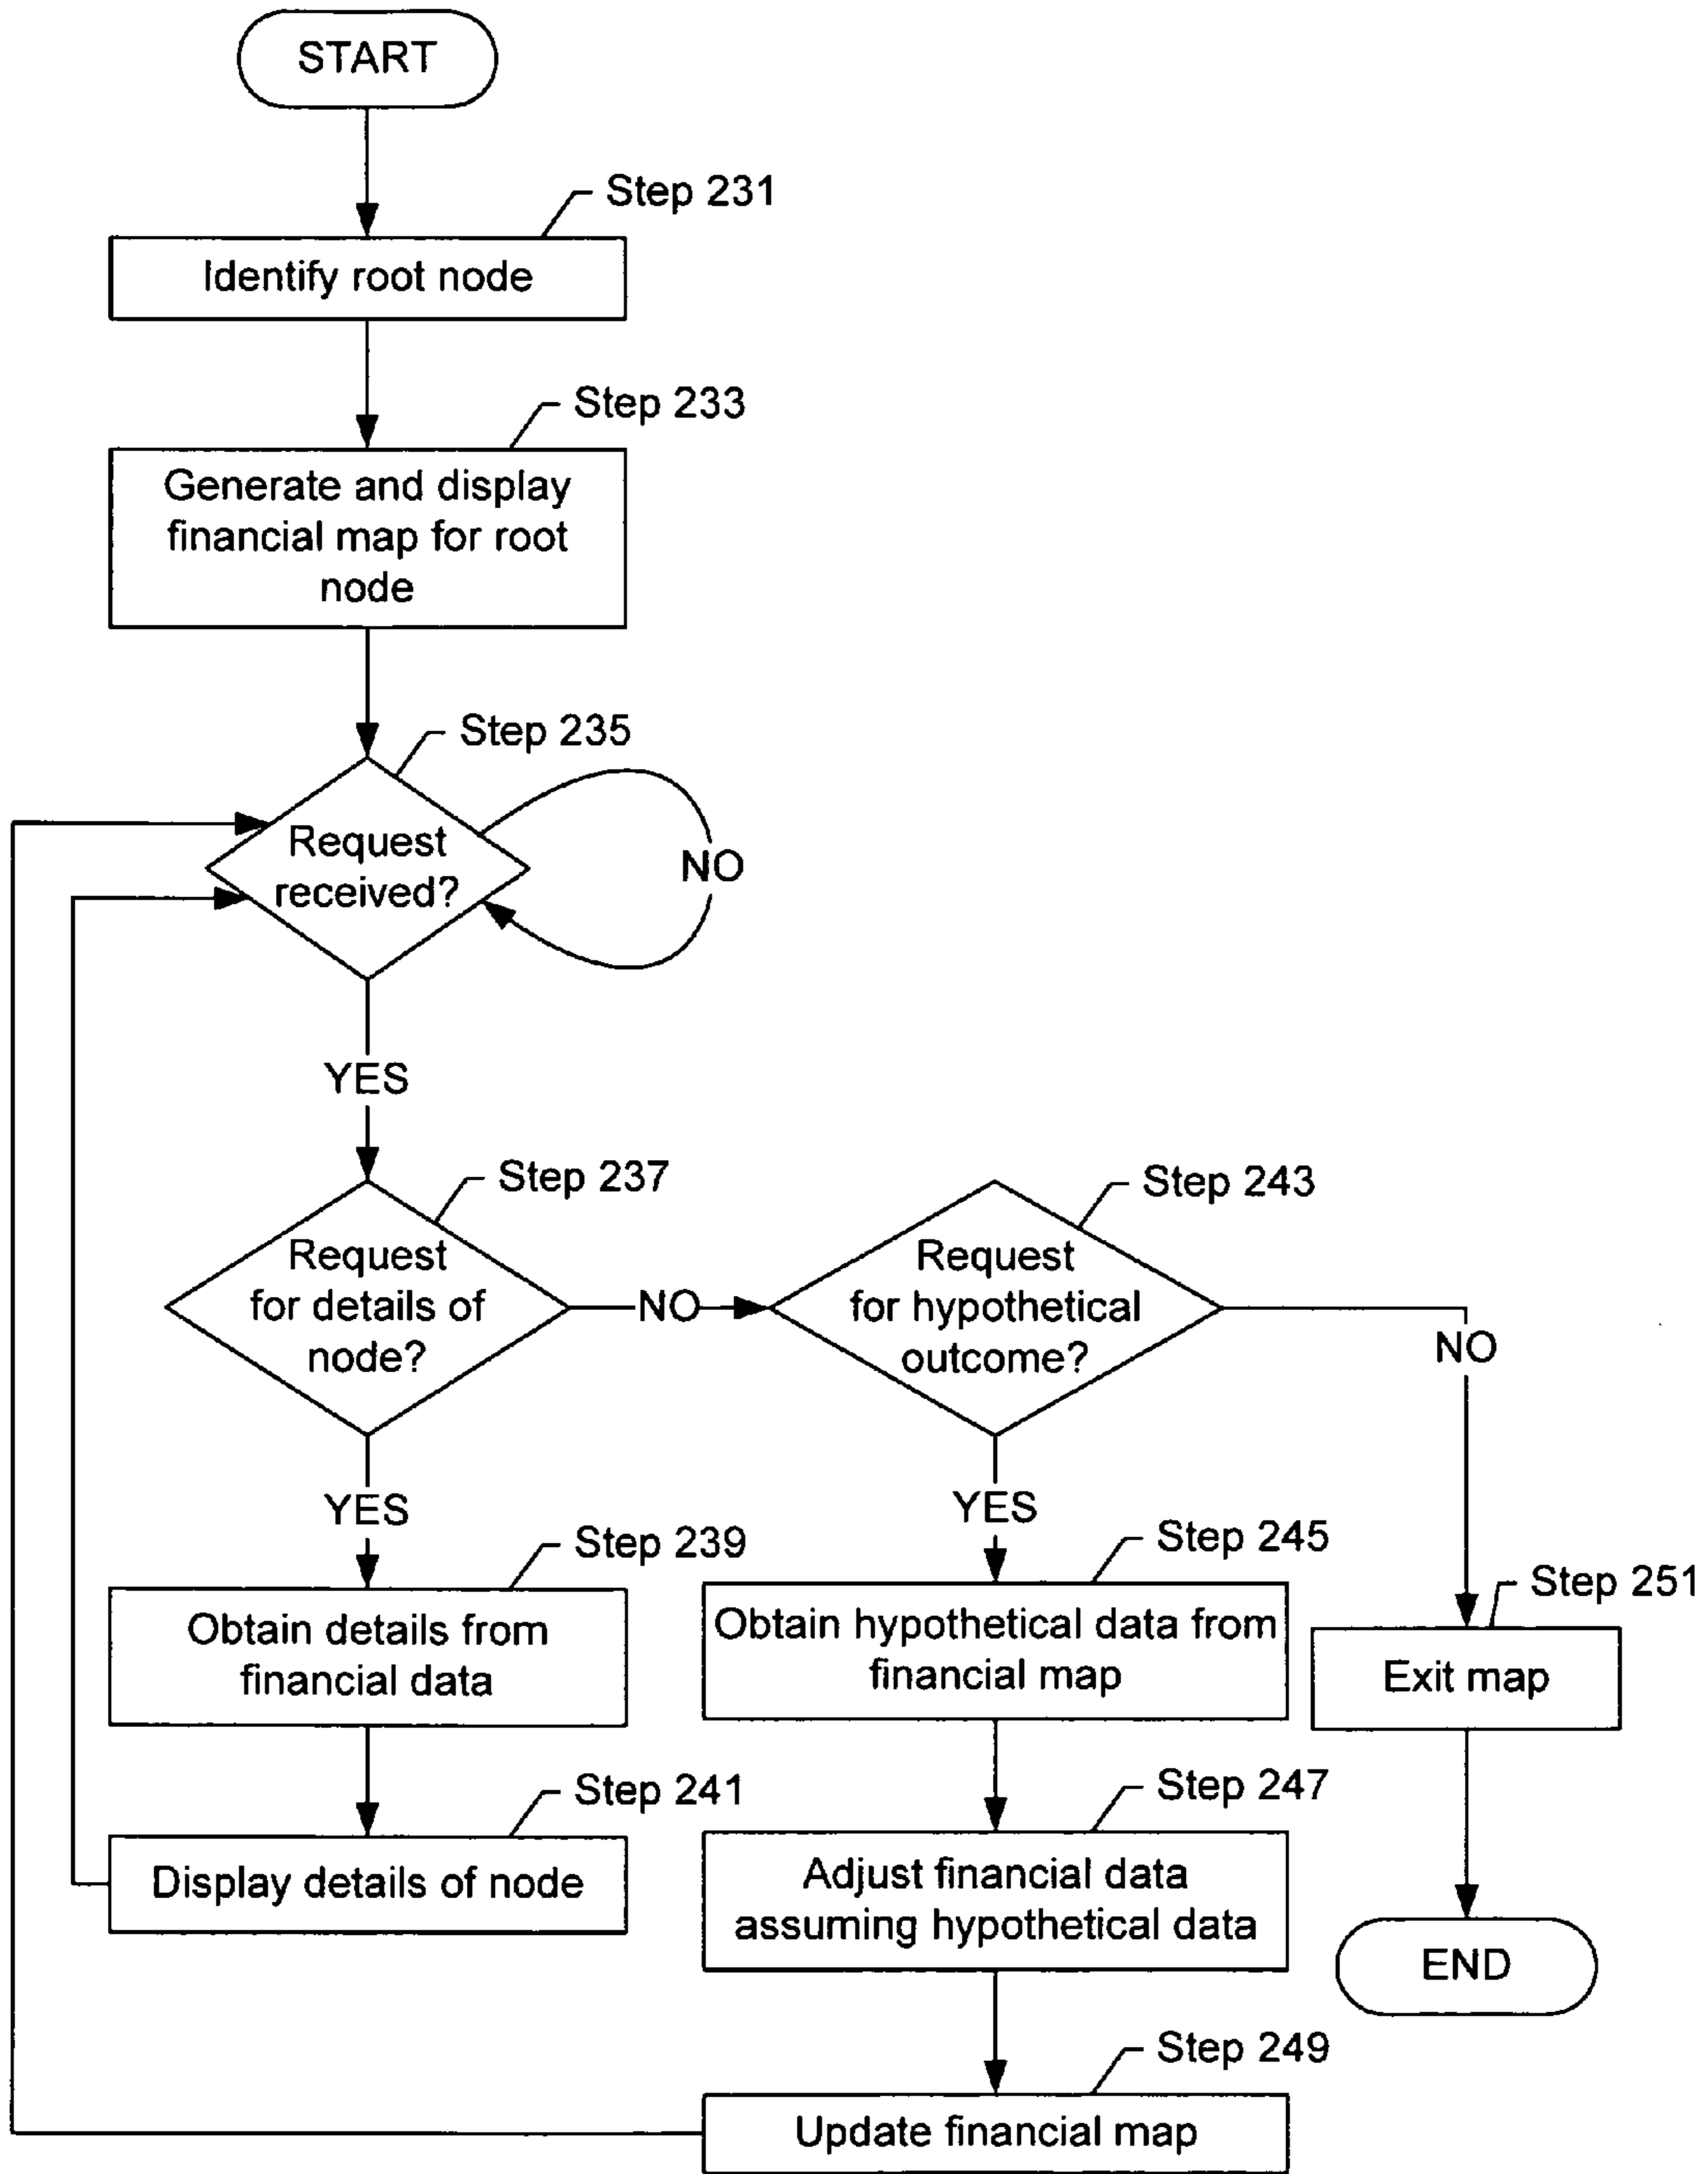 START
Step 231
Identify root node
Step 233
Generate and display
financial map for root
node
Step 235
Request
received?
NO
YES
Step 237
Request
for details of
node?
NO
Step 243
Request
for hypothetical
outcome?
NO
YES
YES
Step 239
Obtain details from
financial data
Step 245
Obtain hypothetical data from
financial map
Step 251
Exit map
Step 241
Display details of node
Step 247
Adjust financial data
assuming hypothetical data
END
Step 249
Update financial map